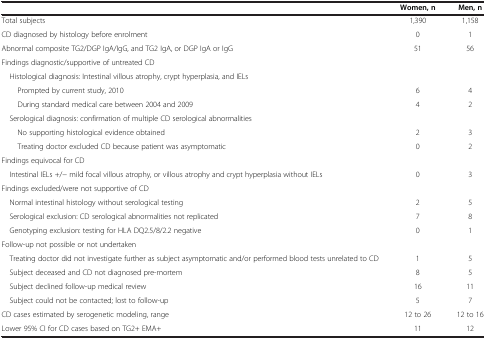 Women, n Men, n
Total subjects 1,390 1,158
CD diagnosed by histology before enrolment 0 1
Abnormal composite TG2/DGP IgA/IgG, and TG2 IgA, or DGP IgA or IgG 51 56
Findings diagnostic/supportive of untreated CD
Histological diagnosis: Intestinal villous atrophy, crypt hyperplasia, and IELs
Prompted by current study, 2010 6 4
During standard medical care between 2004 and 2009 4 2
Serological diagnosis: confirmation of multiple CD serological abnormalities
No supporting histological evidence obtained 2 3
Treating doctor excluded CD because patient was asymptomatic 0 2
Findings equivocal for CD
Intestinal IELs +/− mild focal villous atrophy, or villous atrophy and crypt hyperplasia without IELs 0 3
Findings excluded/were not supportive of CD
Normal intestinal histology without serological testing 2 5
Serological exclusion: CD serological abnormalities not replicated 7 8
Genotyping exclusion: testing for HLA DQ2.5/8/2.2 negative 0 1
Follow-up not possible or not undertaken
Treating doctor did not investigate further as subject asymptomatic and/or performed blood tests unrelated to CD 1 5
Subject deceased and CD not diagnosed pre-mortem 8 5
Subject declined follow-up medical review 16 11
Subject could not be contacted; lost to follow-up 5 7
CD cases estimated by serogenetic modeling, range 12 to 26 12 to 16
Lower 95% CI for CD cases based on TG2+ EMA+ 11 12